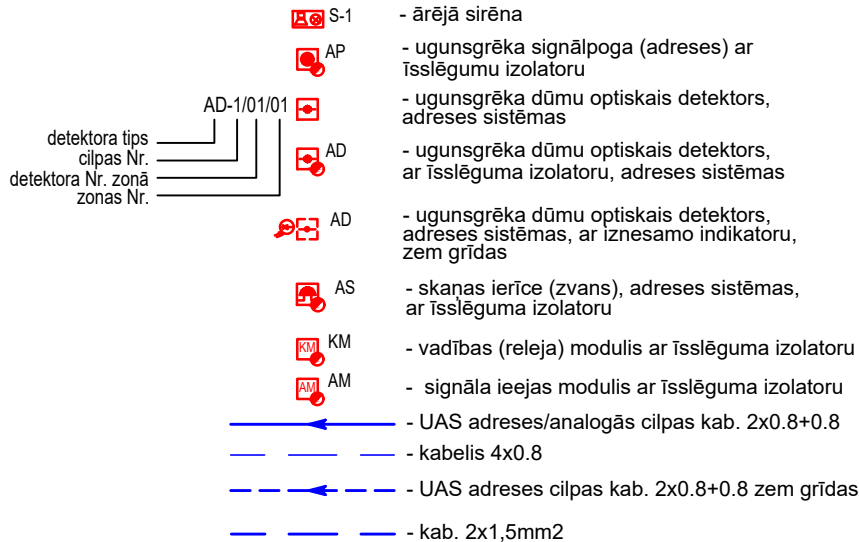 S-1 - ārējā sirēna
AP - ugunsgrēka signālpoga (adreses) ar
īsslēgumu izolatoru
AD-1/01/01 - ugunsgrēka dūmu optiskais detektors,
adreses sistēmas
detektora tips
cilpas Nr.
detektora Nr. zonā
zonas Nr.
AD - ugunsgrēka dūmu optiskais detektors,
ar īsslēguma izolatoru, adreses sistēmas
AD - ugunsgrēka dūmu optiskais detektors,
adreses sistēmas, ar iznesamo indikatoru,
zem grīdas
AS - skaņas ierīce (zvans), adreses sistēmas,
ar īsslēguma izolatoru
KM KM - vadības (releja) modulis ar īsslēguma izolatoru
AM AM - signāla ieejas modulis ar īsslēguma izolatoru
- UAS adreses/analogās cilpas kab. 2x0.8+0.8
- kabelis 4x0.8
- UAS adreses cilpas kab. 2x0.8+0.8 zem grīdas
- kab. 2x1,5mm2